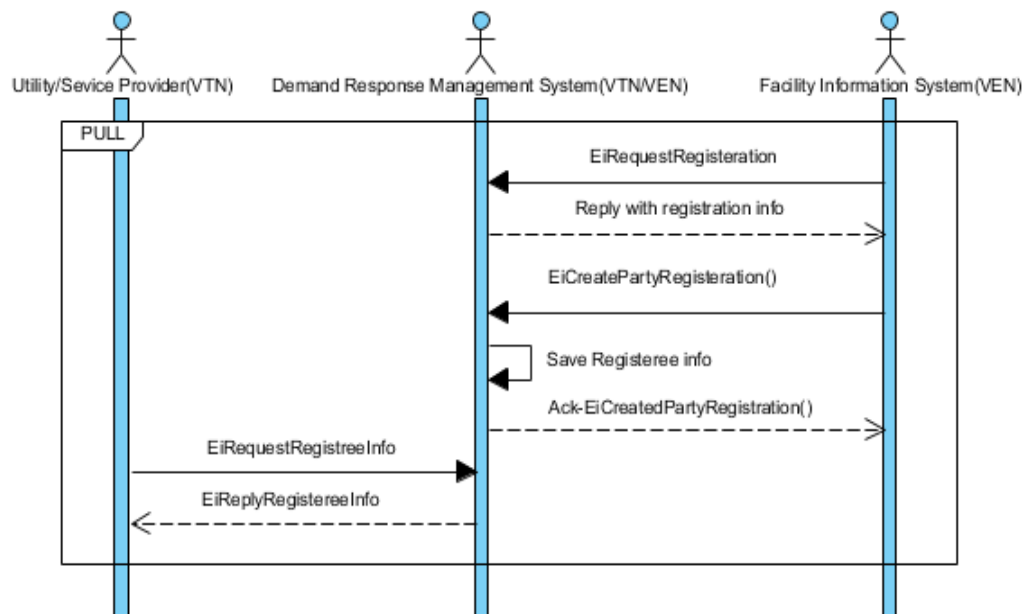 Utility/Sevice Provider(VTN)
Demand Response Management System(VTN/VEN)
Facility Information System(VEN)
PULL
EiRequestRegisteration
Reply with registration info
EiCreatePartyRegisteration()
Save Registeree info
Ack-EiCreatedPartyRegistration()
EiRequestRegistreeInfo
EiReplyRegistereeInfo